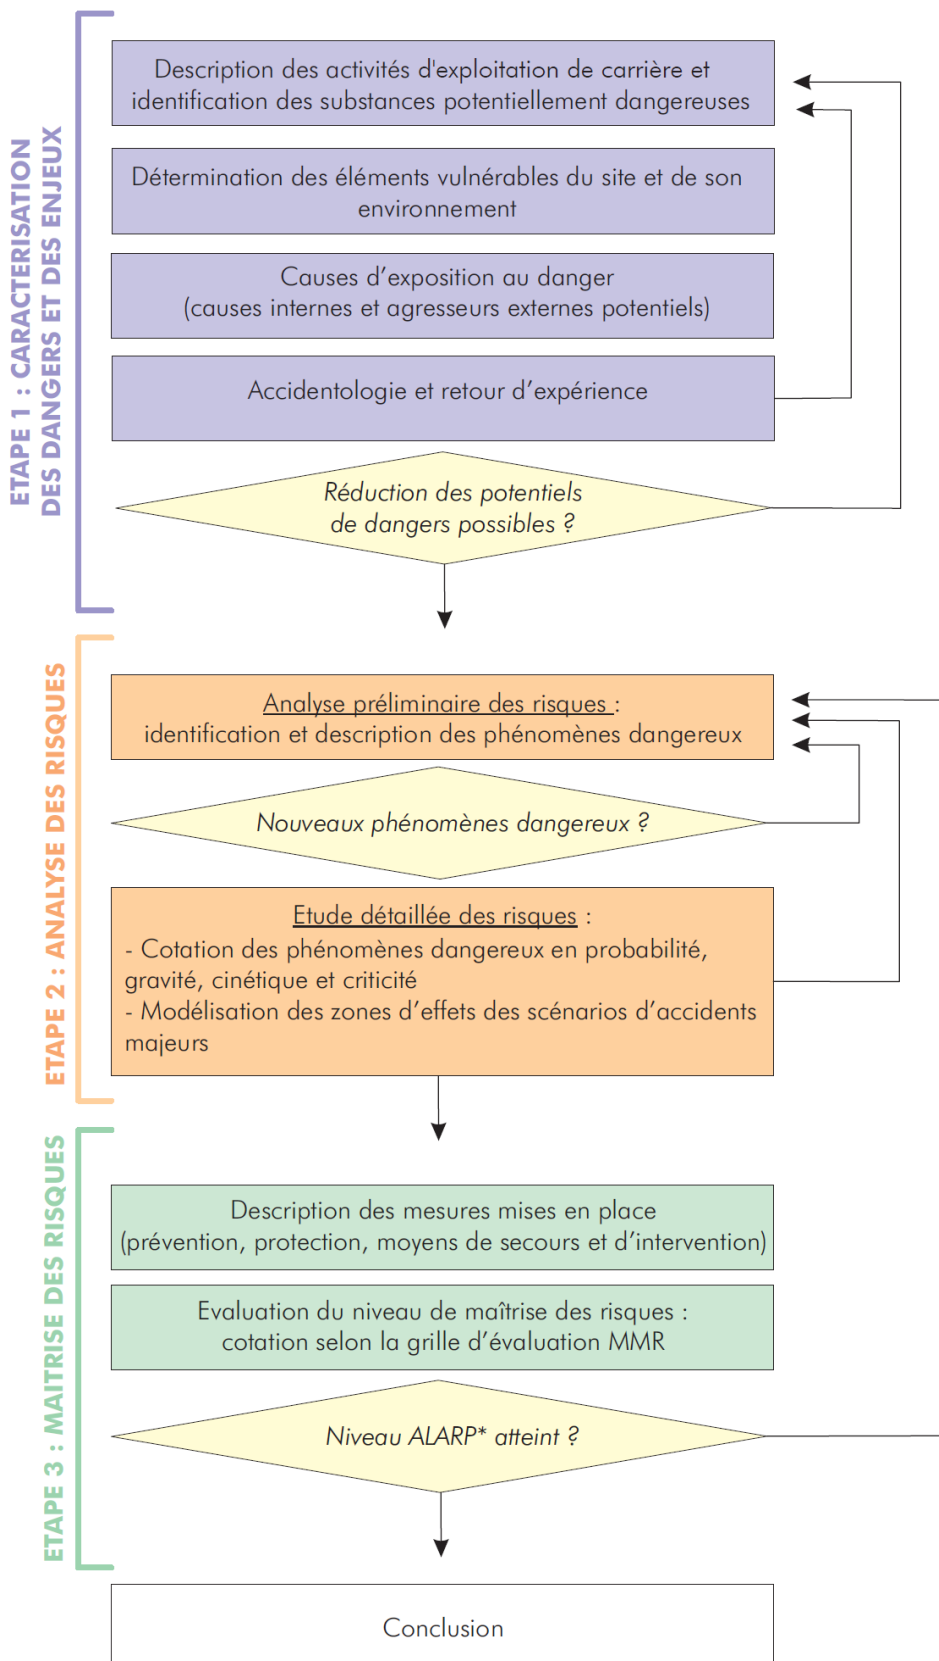 ETAPE 1 : CARACTERISATION
DES DANGERS ET DES ENJEUX
Description des activités d'exploitation de carrière et
identification des substances potentiellement dangereuses
Détermination des éléments vulnérables du site et de son
environnement
Causes d’exposition au danger
(causes internes et agresseurs externes potentiels)
Accidentologie et retour d’expérience
Réduction des potentiels
de dangers possibles ?
ETAPE 2 : ANALYSE DES RISQUES
Analyse préliminaire des risques :
identification et description des phénomènes dangereux
Nouveaux phénomènes dangereux ?
Etude détaillée des risques :
- Cotation des phénomènes dangereux en probabilité,
gravité, cinétique et criticité
- Modélisation des zones d’effets des scénarios d’accidents
majeurs
ETAPE 3 : MAITRISE DES RISQUES
Description des mesures mises en place
(prévention, protection, moyens de secours et d’intervention)
Evaluation du niveau de maîtrise des risques :
cotation selon la grille d’évaluation MMR
Niveau ALARP* atteint ?
Conclusion